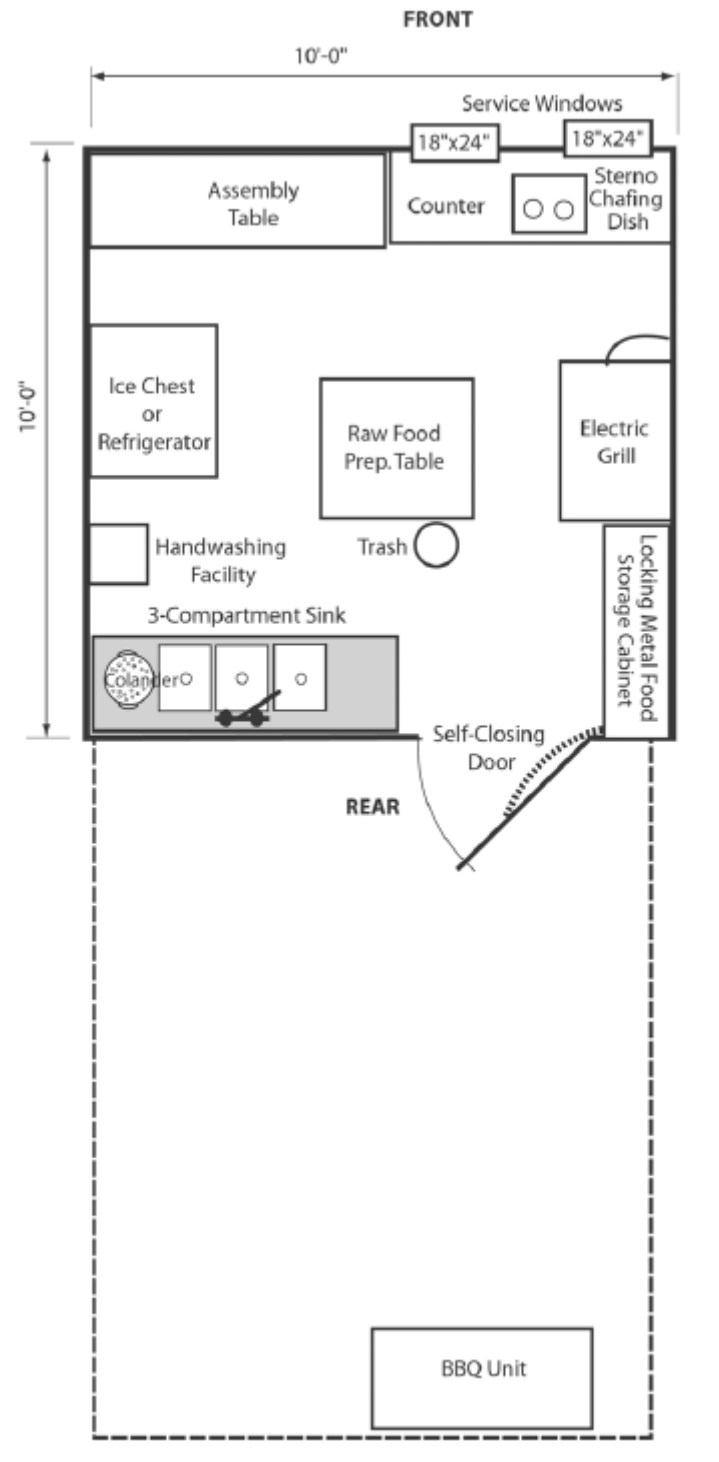 FRONT
10'-0"
Service Windows
18"x24"
18"x24"
Assembly
Table
Counter
Sterno
Chafing
Dish
10'-0"
Ice Chest
or
Refrigerator
Raw Food
Prep. Table
Electric
Grill
Handwashing
Facility
Trash
Locking Metal Food
Storage Cabinet
3-Compartment Sink
Colander
Self-Closing
Door
REAR
BBQ Unit